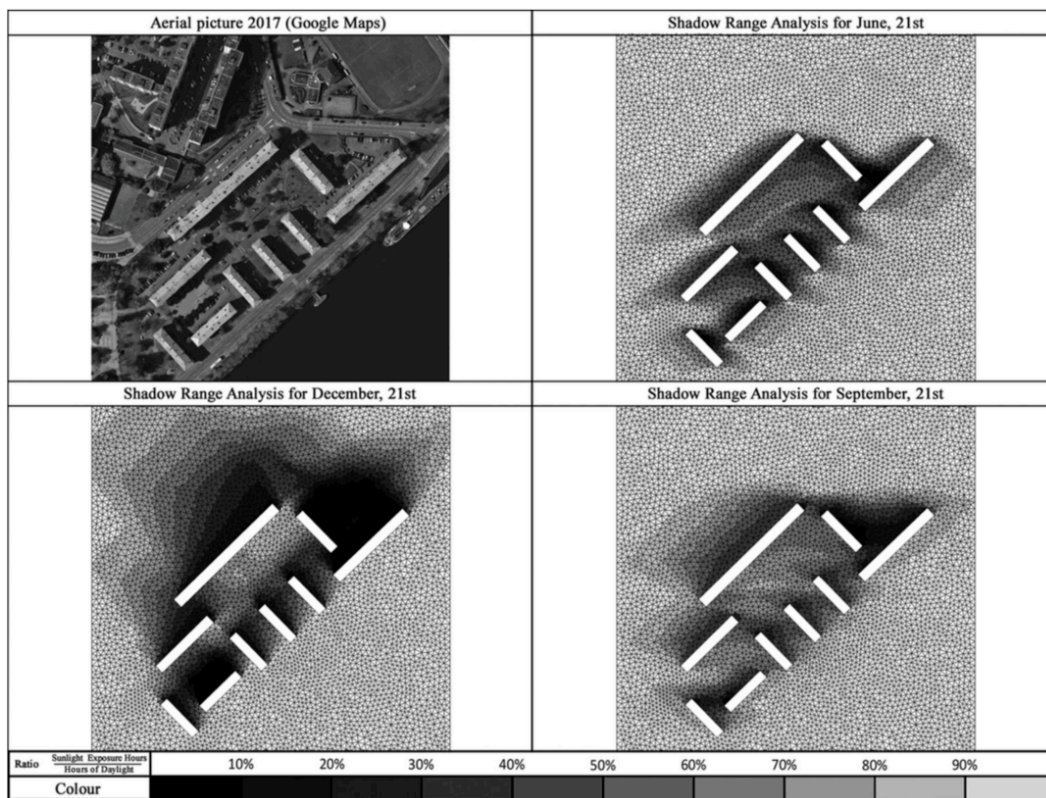 Aerial picture 2017 (Google Maps)
Shadow Range Analysis for June, 21st
Shadow Range Analysis for December, 21st
Shadow Range Analysis for September, 21st
Ratio Sunlight Exposure Hours
Hours of Daylight
10% 20% 30% 40% 50% 60% 70% 80% 90%
Colour